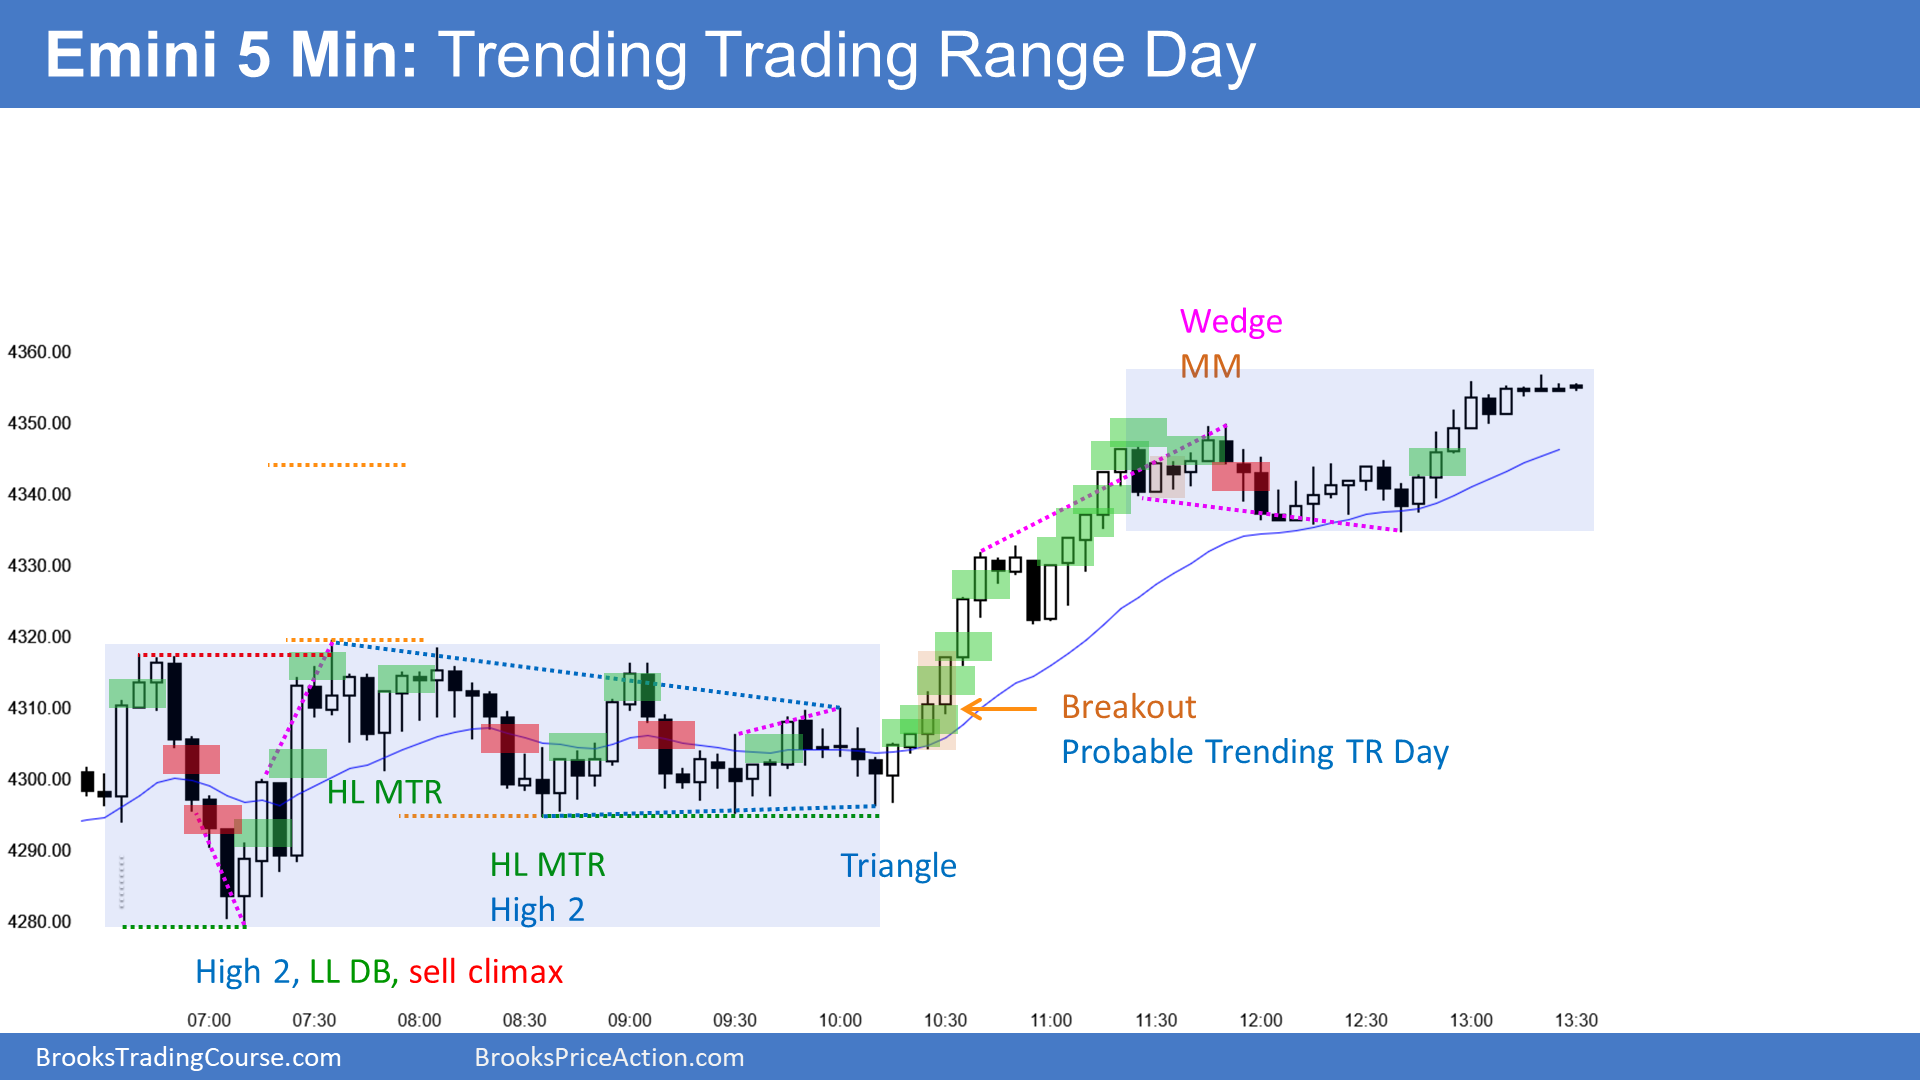 Emini 5 Min: Trending Trading Range Day
Wedge
MM
4360.00
4350.00
4340.00
4330.00
4320.00
4310.00
4300.00
4290.00
4280.00
Breakout
Probable Trending TR Day
HL MTR
HL MTR
High 2
Triangle
High 2, LL DB, sell climax
07:00 07:30 08:00 08:30 09:00 09:30 10:00 10:30 11:00 11:30 12:00 12:30 13:00 13:30
BrooksTradingCourse.com BrooksPriceAction.com